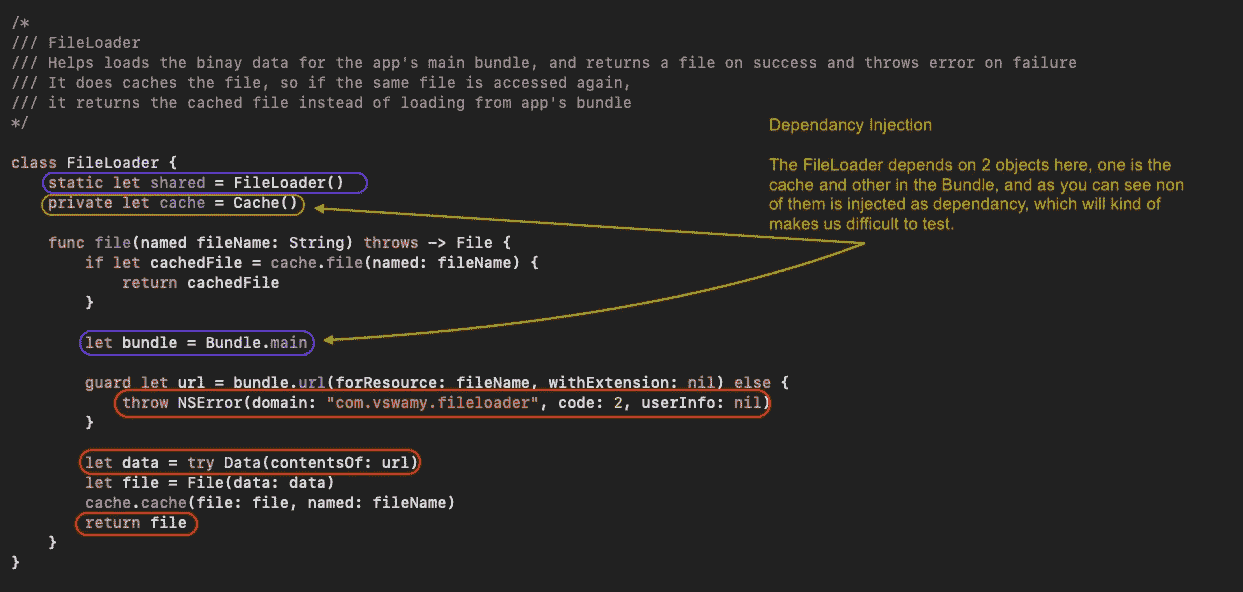 /*
/// FileLoader
/// Helps loads the binay data for the app's main bundle, and returns a file on success and throws error on failure
/// It does caches the file, so if the same file is accessed again,
/// it returns the cached file instead of loading from app's bundle
*/
class FileLoader {
static let shared = FileLoader()
private let cache = Cache()
func file(named fileName: String) throws -> File {
if let cachedFile = cache.file(named: fileName) {
return cachedFile
}
let bundle = Bundle.main
guard let url = bundle.url(forResource: fileName, withExtension: nil) else {
throw NSError(domain: "com.vswamy.fileloader", code: 2, userInfo: nil)
}
let data = try Data(contentsOf: url)
let file = File(data: data)
cache.cache(file: file, named: fileName)
return file
}
}
Dependancy Injection
The FileLoader depends on 2 objects here, one is the
cache and other in the Bundle, and as you can see non
of them is injected as dependancy, which will kind of
makes us difficult to test.